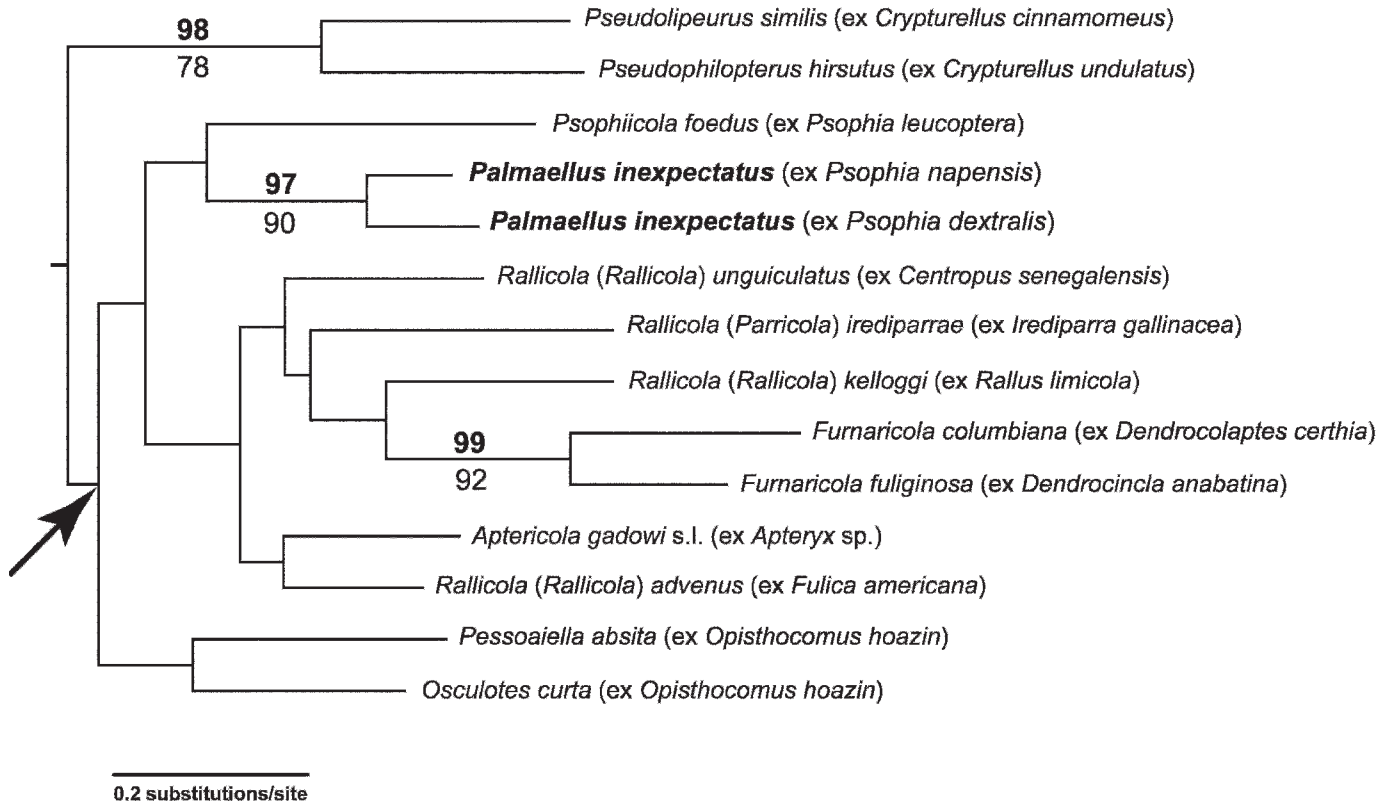 98
78
Pseudolipeurus similis (ex Crypturellus cinnamomeus)
Pseudophilopterus hirsutus (ex Crypturellus undulatus)
Psophiicola foedus (ex Psophia leucoptera)
97
90
Palmaellus inexpectatus (ex Psophia napensis)
Palmaellus inexpectatus (ex Psophia dextralis)
Rallicola (Rallicola) unguiculatus (ex Centropus senegalensis)
Rallicola (Parricola) irediparrae (ex Irediparra gallinacea)
Rallicola (Rallicola) kelloggi (ex Rallus limicola)
99
92
Furnaricola columbiana (ex Dendrocolaptes certhia)
Furnaricola fuliginosa (ex Dendrocincla anabatina)
Aptericola gadowi s.l. (ex Apteryx sp.)
Rallicola (Rallicola) advenus (ex Fulica americana)
Pessoaiella absita (ex Opisthocomus hoazin)
Osculotes curta (ex Opisthocomus hoazin)
0.2 substitutions/site